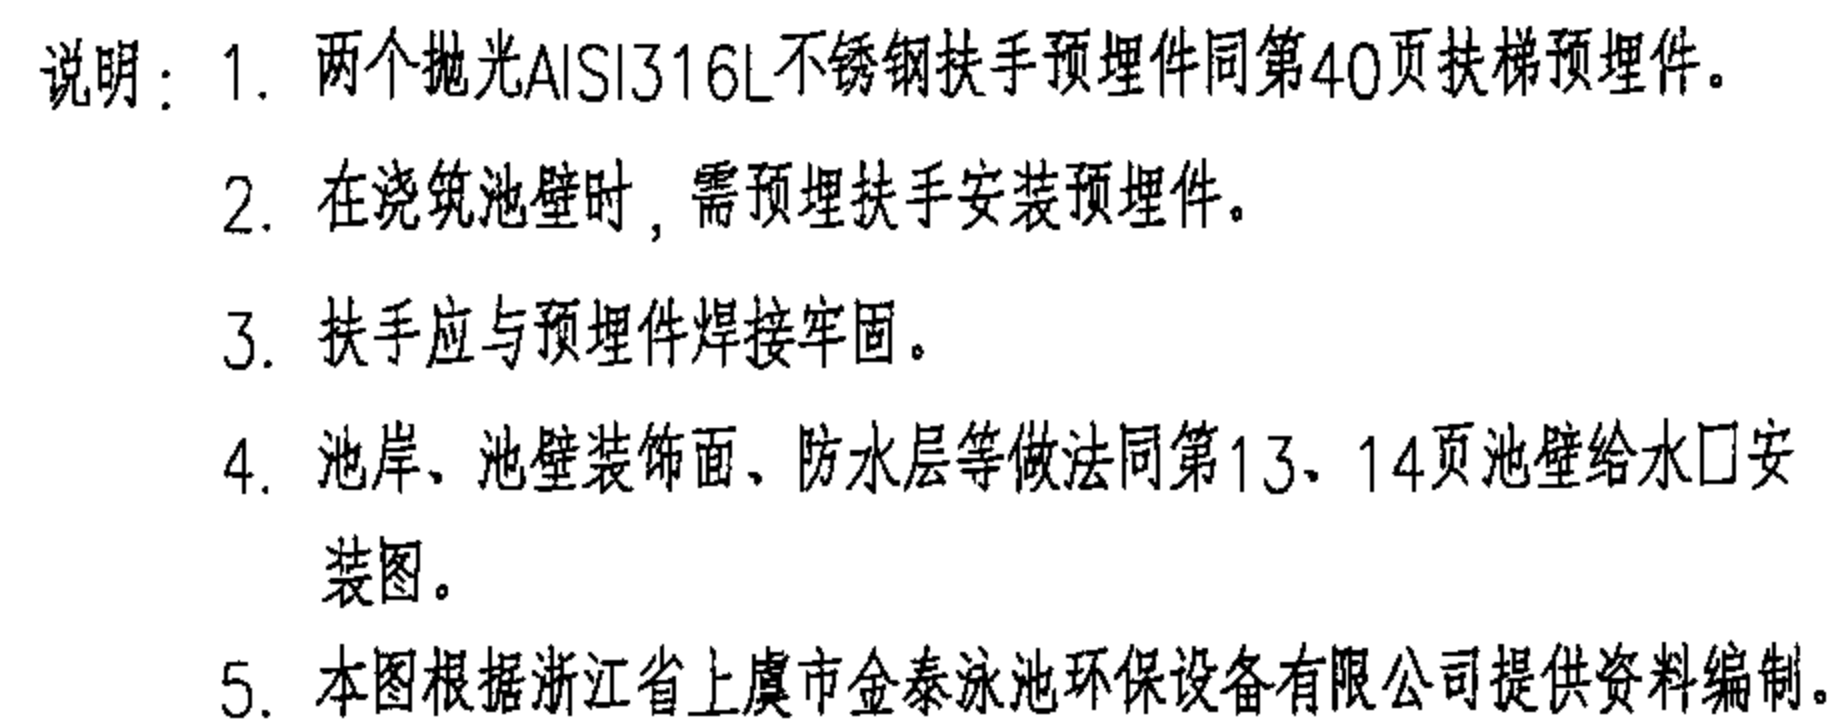 说明: 1. 两个抛光AISI316L不锈钢扶手预埋件同第40页扶梯预埋件。
2. 在浇筑池壁时, 需预埋扶手安装预埋件。
3. 扶手应与预埋件焊接牢固。
4. 池岸、池壁装饰面、防水层等做法同第13、14页池壁给水口安
装图。
5. 本图根据浙江省上虞市金泰泳池环保设备有限公司提供资料编制。